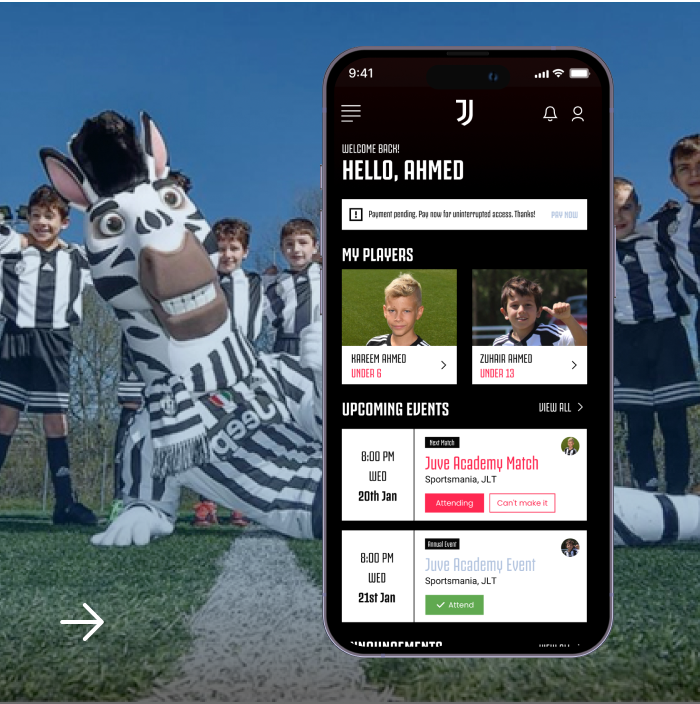 9:41
WELCOME BACK!
HELLO, AHMED
Payment pending. Pay now for uninterrupted access. Thanks!
PAY NOW
MY PLAYERS
KAREEM AHMED
UNDER 6
ZUHAIR AHMED
UNDER 13
UPCOMING EVENTS
VIEW ALL
8:00 PM
WED
20th Jan
Next Match
Juve Academy Match
Sportsmania, JLT
Attending
Can't make it
8:00 PM
WED
21st Jan
Annual Event
Juve Academy Event
Sportsmania, JLT
Attend
ANNOUNCEMENTS
VIEW ALL
Jeep